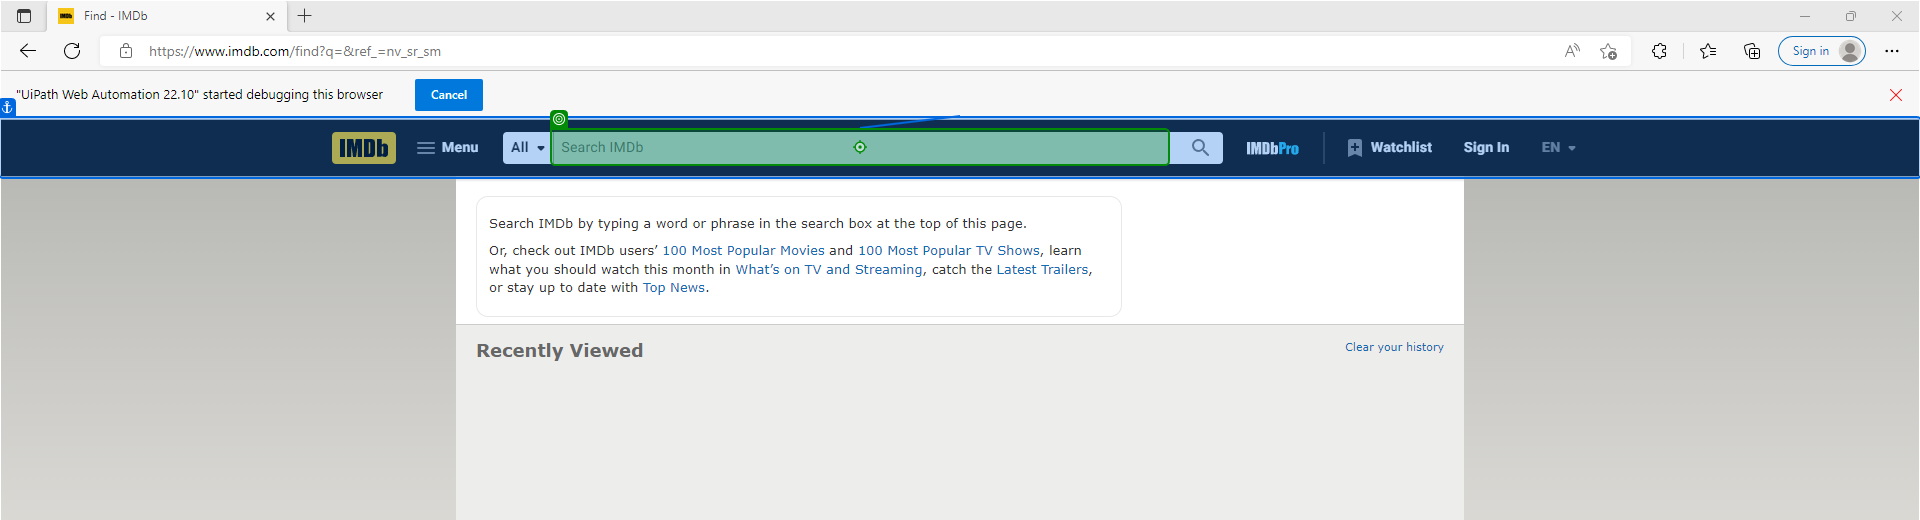 Find - IMDb
https://www.imdb.com/find?q=&ref_=nv_sr_sm
Sign in
"UiPath Web Automation 22.10" started debugging this browser
Cancel
IMDb
Menu
All
Search IMDb
IMDbPro
Watchlist
Sign In
EN
Search IMDb by typing a word or phrase in the search box at the top of this page.
Or, check out IMDb users’ 100 Most Popular Movies and 100 Most Popular TV Shows, learn
what you should watch this month in What’s on TV and Streaming, catch the Latest Trailers,
or stay up to date with Top News.
Recently Viewed
Clear your history